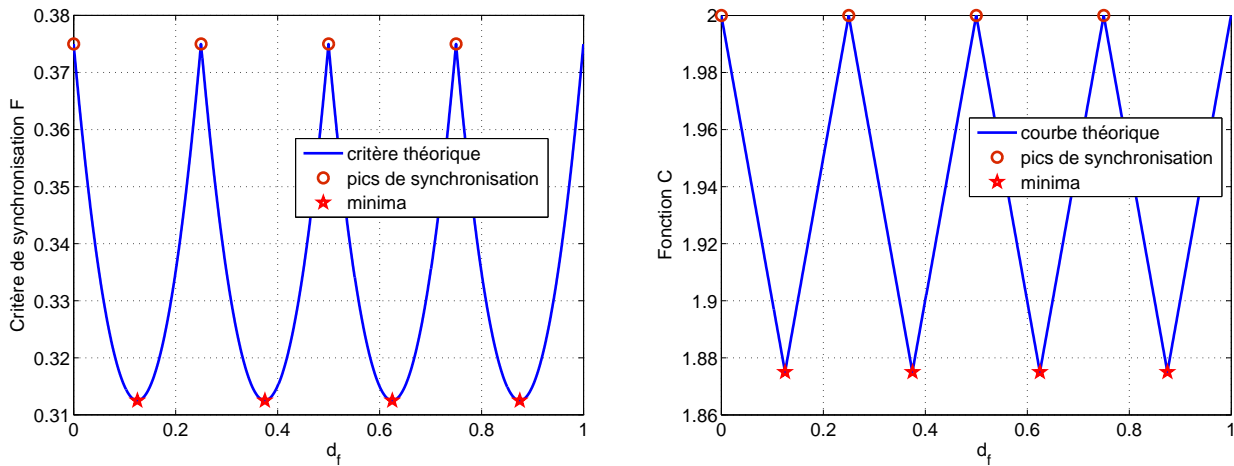 0.38
0.37
0.36
0.35
0.34
0.33
0.32
0.31
0
0.2
0.4
0.6
0.8
1
d_f
Critère de synchronisation F
critère théorique
pics de synchronisation
minima
2
1.98
1.96
1.94
1.92
1.9
1.88
1.86
0
0.2
0.4
0.6
0.8
1
d_f
Fonction C
courbe théorique
pics de synchronisation
minima